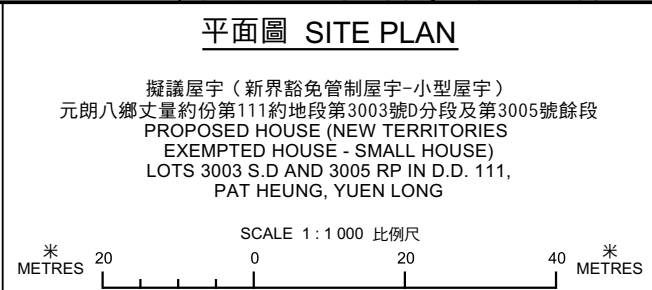 平面圖 SITE PLAN
擬議屋宇（新界豁免管制屋宇-小型屋宇）
元朗八鄉丈量約份第111約地段第3003號D分段及第3005號餘段
PROPOSED HOUSE (NEW TERRITORIES
EXEMPTED HOUSE - SMALL HOUSE)
LOTS 3003 S.D AND 3005 RP IN D.D. 111,
PAT HEUNG, YUEN LONG
SCALE 1 : 1 000 比例尺
米 METRES 20 0 20 40 米 METRES